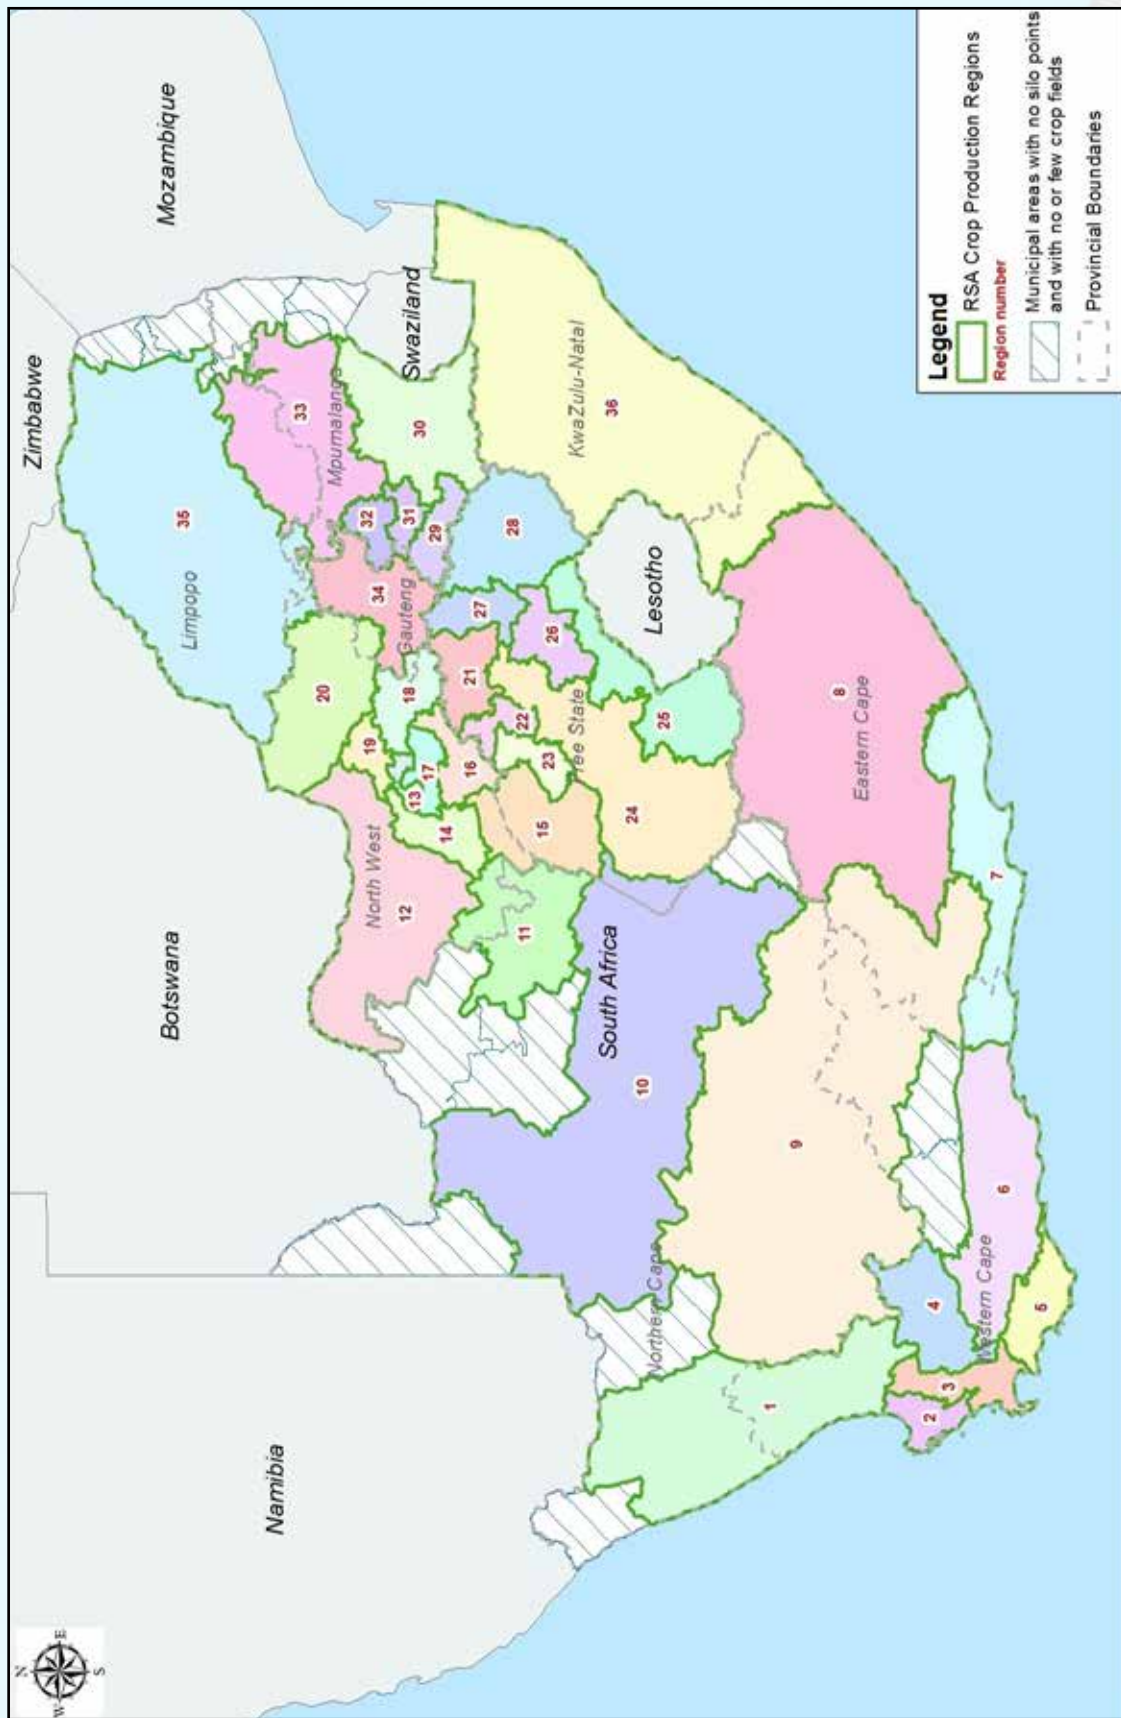 N
W
E
S
Zimbabwe
Mozambique
Botswana
Namibia
Swaziland
Lesotho
South Africa
Limpopo
Mpumalanga
Gauteng
North West
Free State
KwaZulu-Natal
Northern Cape
Eastern Cape
Western Cape
1
2
3
4
5
6
7
8
9
10
11
12
13
14
15
16
17
18
19
20
21
22
23
24
25
26
27
28
29
30
31
32
33
34
35
36
Legend
RSA Crop Production Regions
Region number
Municipal areas with no silo points
and with no or few crop fields
Provincial Boundaries